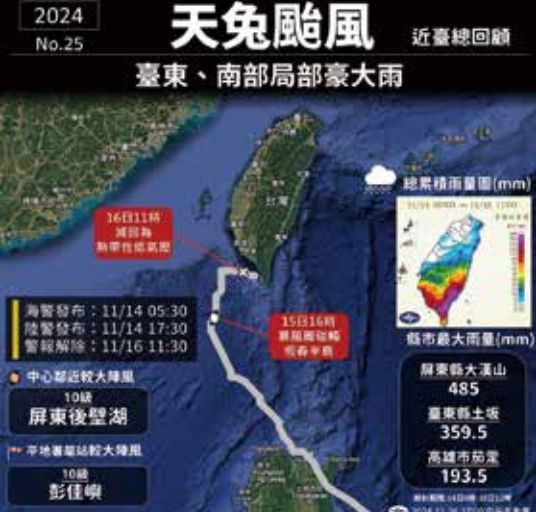 2024
No.25
天兔颱風
近臺總回顧
臺東、南部局部豪大雨
總累積雨量圖(mm)
台灣
16日11時
減弱為
熱帶性低氣壓
海警發布：11/14 05:30
陸警發布：11/14 17:30
警報解除：11/16 11:30
15日16時
暴風圈碰觸
恆春半島
縣市最大雨量(mm)
屏東縣大漢山
485
臺東縣土坂
359.5
高雄市茄萣
193.5
中心鄰近較大陣風
10級
屏東後壁湖
平地署屬站較大陣風
10級
彭佳嶼